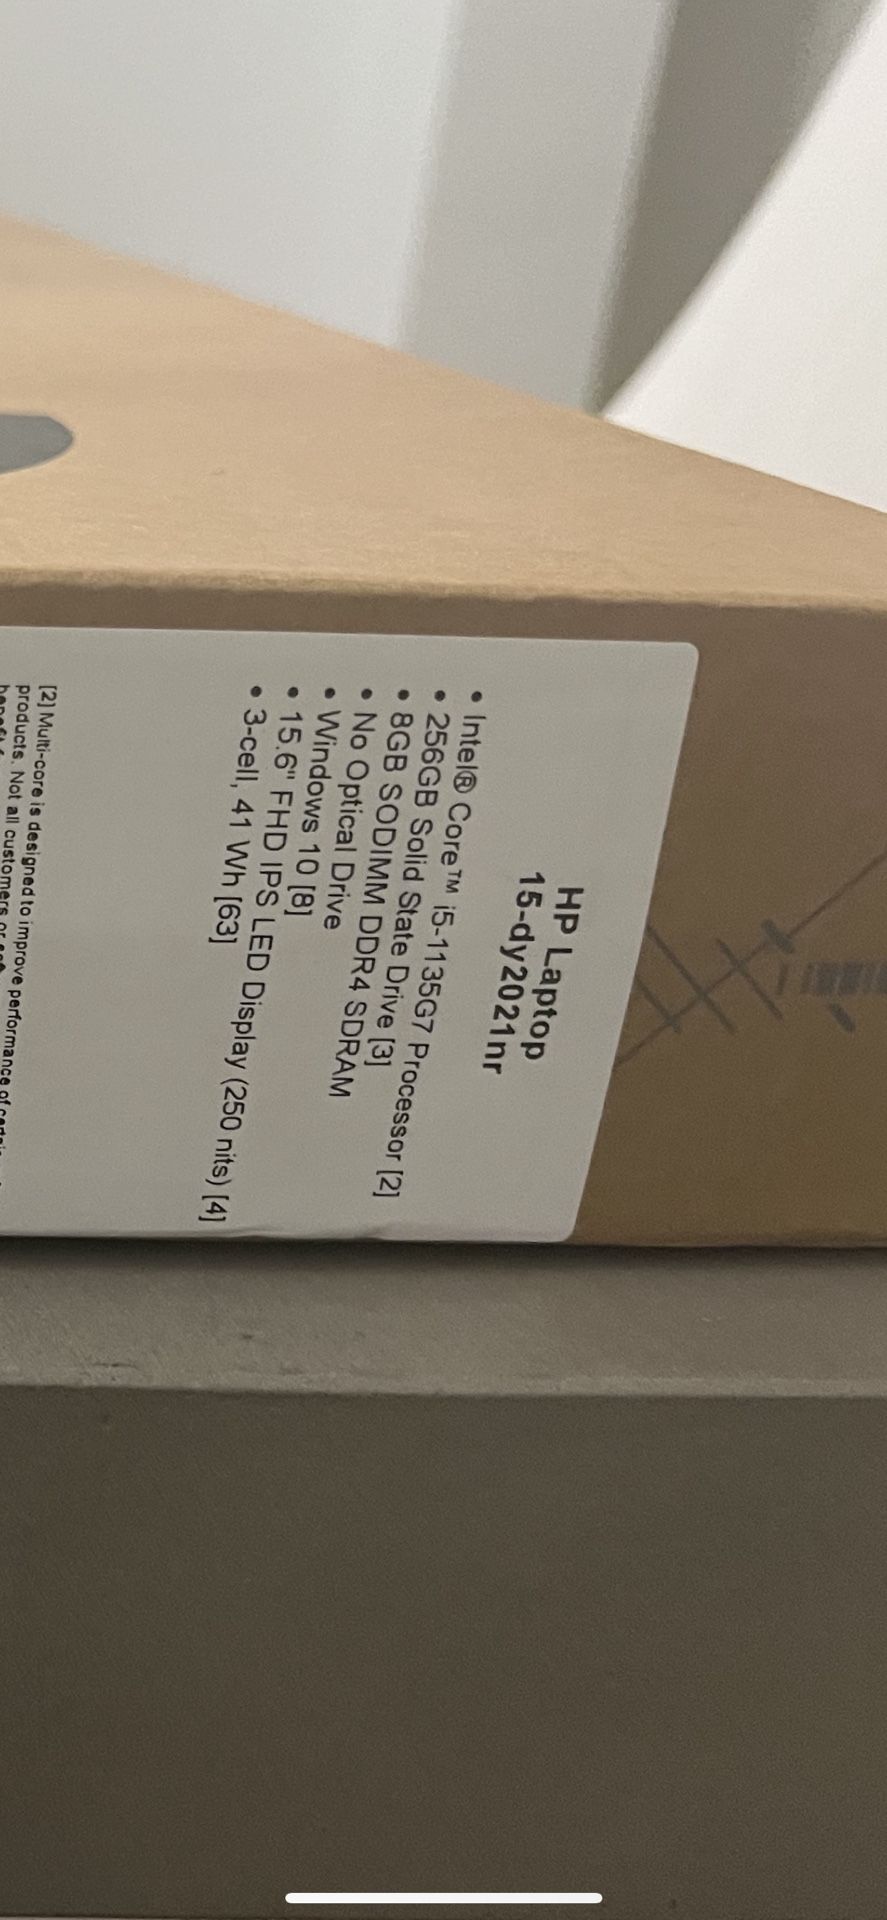 HP Laptop
15-dy2021nr
• Intel® Core™ i5-1135G7 Processor [2]
• 256GB Solid State Drive [3]
• 8GB SODIMM DDR4 SDRAM
• No Optical Drive
• Windows 10 [8]
• 15.6" FHD IPS LED Display (250 nits) [4]
• 3-cell, 41 Wh [63]
[2] Multi-core is designed to improve performance of
products. Not all customers or